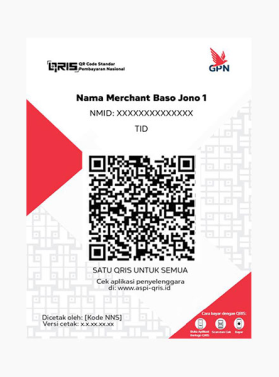 QRIS QR Code Standar
Pembayaran Nasional
GPN
Nama Merchant Baso Jono 1
NMID: XXXXXXXXXXXXXX
TID
SATU QRIS UNTUK SEMUA
Cek aplikasi penyelenggara
di: www.aspi-qris.id
Dicetak oleh: [Kode NNS]
Versi cetak: x.x.xx.xx.xx
Cara bayar dengan QRIS: